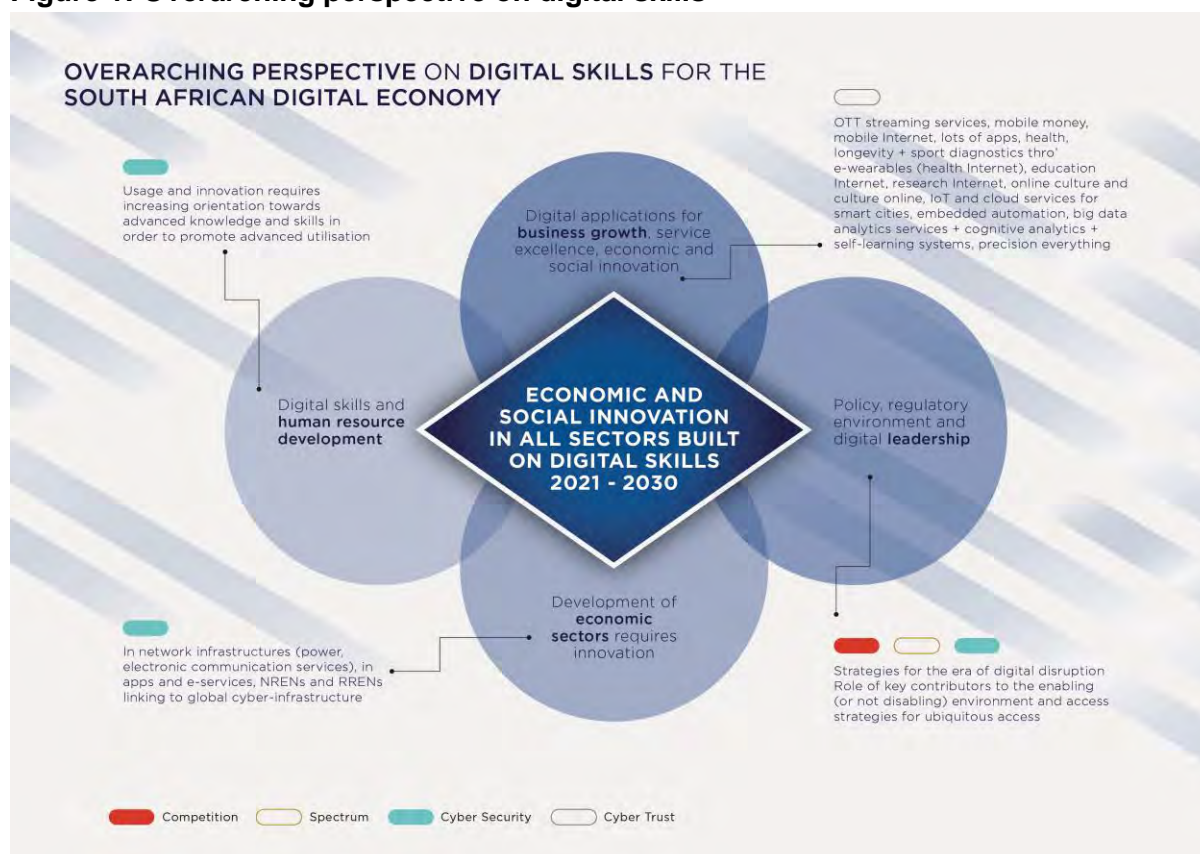 OVERARCHING PERSPECTIVE ON DIGITAL SKILLS FOR THE
SOUTH AFRICAN DIGITAL ECONOMY
OTT streaming services, mobile money,
mobile Internet, lots of apps, health,
longevity + sport diagnostics thro'
e-wearables (health Internet), education
Internet, research Internet, online culture and
culture online, IoT and cloud services for
smart cities, embedded automation, big data
analytics services + cognitive analytics +
self-learning systems, precision everything
Usage and innovation requires
increasing orientation towards
advanced knowledge and skills in
order to promote advanced utilisation
Digital applications for
business growth, service
excellence, economic and
social innovation
Digital skills and
human resource
development
ECONOMIC AND
SOCIAL INNOVATION
IN ALL SECTORS BUILT
ON DIGITAL SKILLS
2021 - 2030
Policy, regulatory
environment and
digital leadership
Development of
economic
sectors requires
innovation
In network infrastructures (power,
electronic communication services), in
apps and e-services, NRENs and RRENs
linking to global cyber-infrastructure
Strategies for the era of digital disruption
Role of key contributors to the enabling
(or not disabling) environment and access
strategies for ubiquitous access
Competition
Spectrum
Cyber Security
Cyber Trust